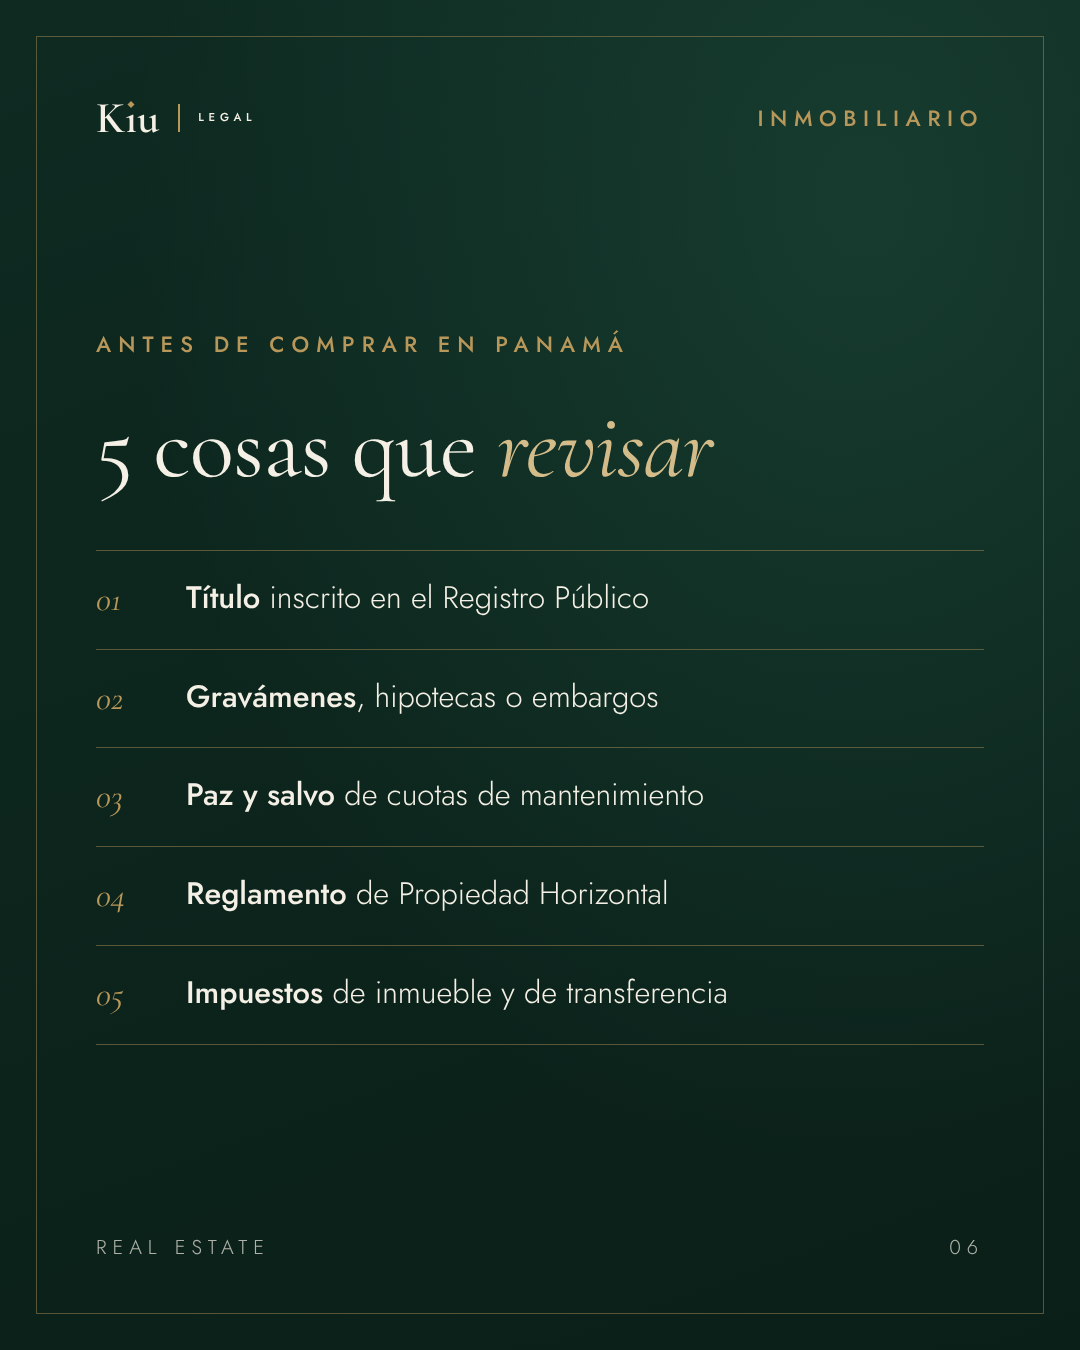 Kiu | LEGAL
INMOBILIARIO
ANTES DE COMPRAR EN PANAMÁ
5 cosas que revisar
01 Título inscrito en el Registro Público
02 Gravámenes, hipotecas o embargos
03 Paz y salvo de cuotas de mantenimiento
04 Reglamento de Propiedad Horizontal
05 Impuestos de inmueble y de transferencia
REAL ESTATE
06